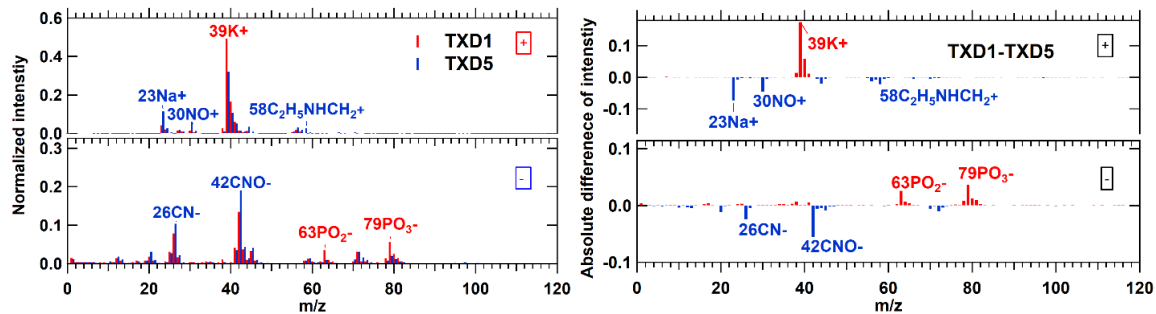 Normalized intenstiy
0.6
0.4
0.2
0.0
39K+
+
TXD1
TXD5
23Na+
30NO+
58C₂H₅NHCH₂+
0.3
0.2
0.1
0.0
-
42CNO-
26CN-
63PO₂-
79PO₃-
0 20 40 60 80 100 120
m/z
Absolute differenece of intenstiy
0.1
0.0
-0.1
39K+
TXD1-TXD5
+
30NO+
58C₂H₅NHCH₂+
23Na+
0.1
0.0
-0.1
-
63PO₂-
79PO₃-
26CN-
42CNO-
0 20 40 60 80 100 120
m/z